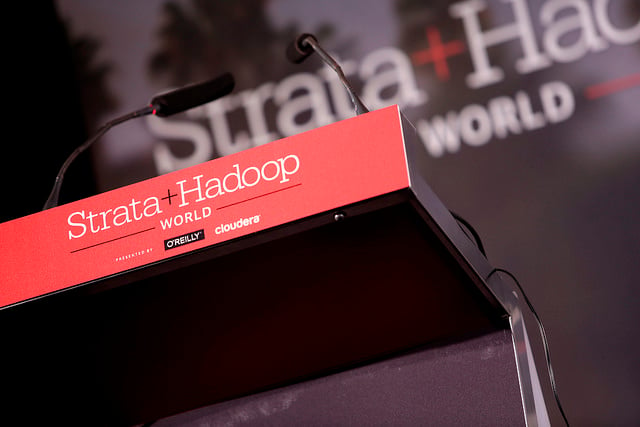 Strata+Had
WORLD
Strata+Hadoop
WORLD
PRESENTED BY
O'REILLY®
cloudera®